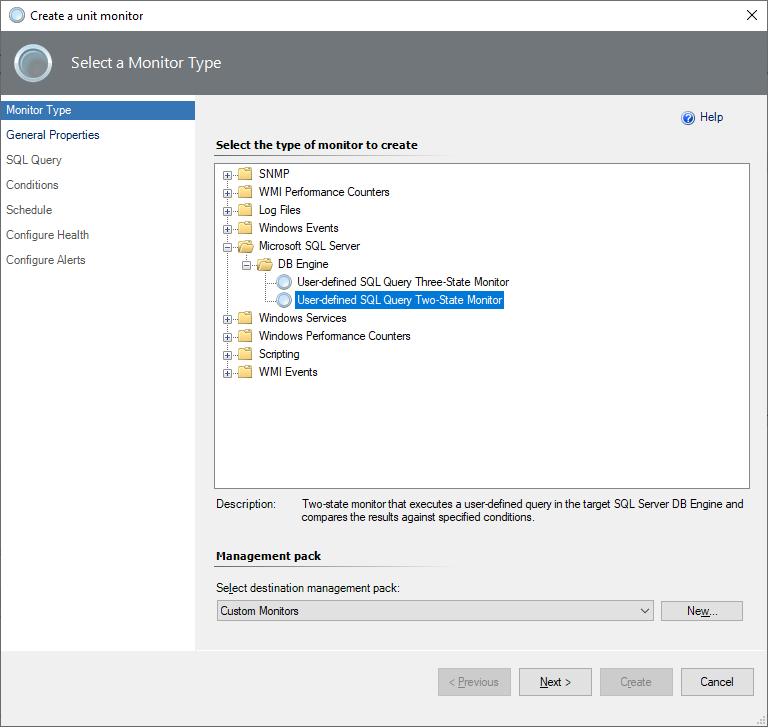 Create a unit monitor
Select a Monitor Type
Monitor Type
General Properties
SQL Query
Conditions
Schedule
Configure Health
Configure Alerts
Help
Select the type of monitor to create
SNMP
WMI Performance Counters
Log Files
Windows Events
Microsoft SQL Server
DB Engine
User-defined SQL Query Three-State Monitor
User-defined SQL Query Two-State Monitor
Windows Services
Windows Performance Counters
Scripting
WMI Events
Description: Two-state monitor that executes a user-defined query in the target SQL Server DB Engine and
compares the results against specified conditions.
Management pack
Select destination management pack:
Custom Monitors
New...
< Previous Next > Create Cancel